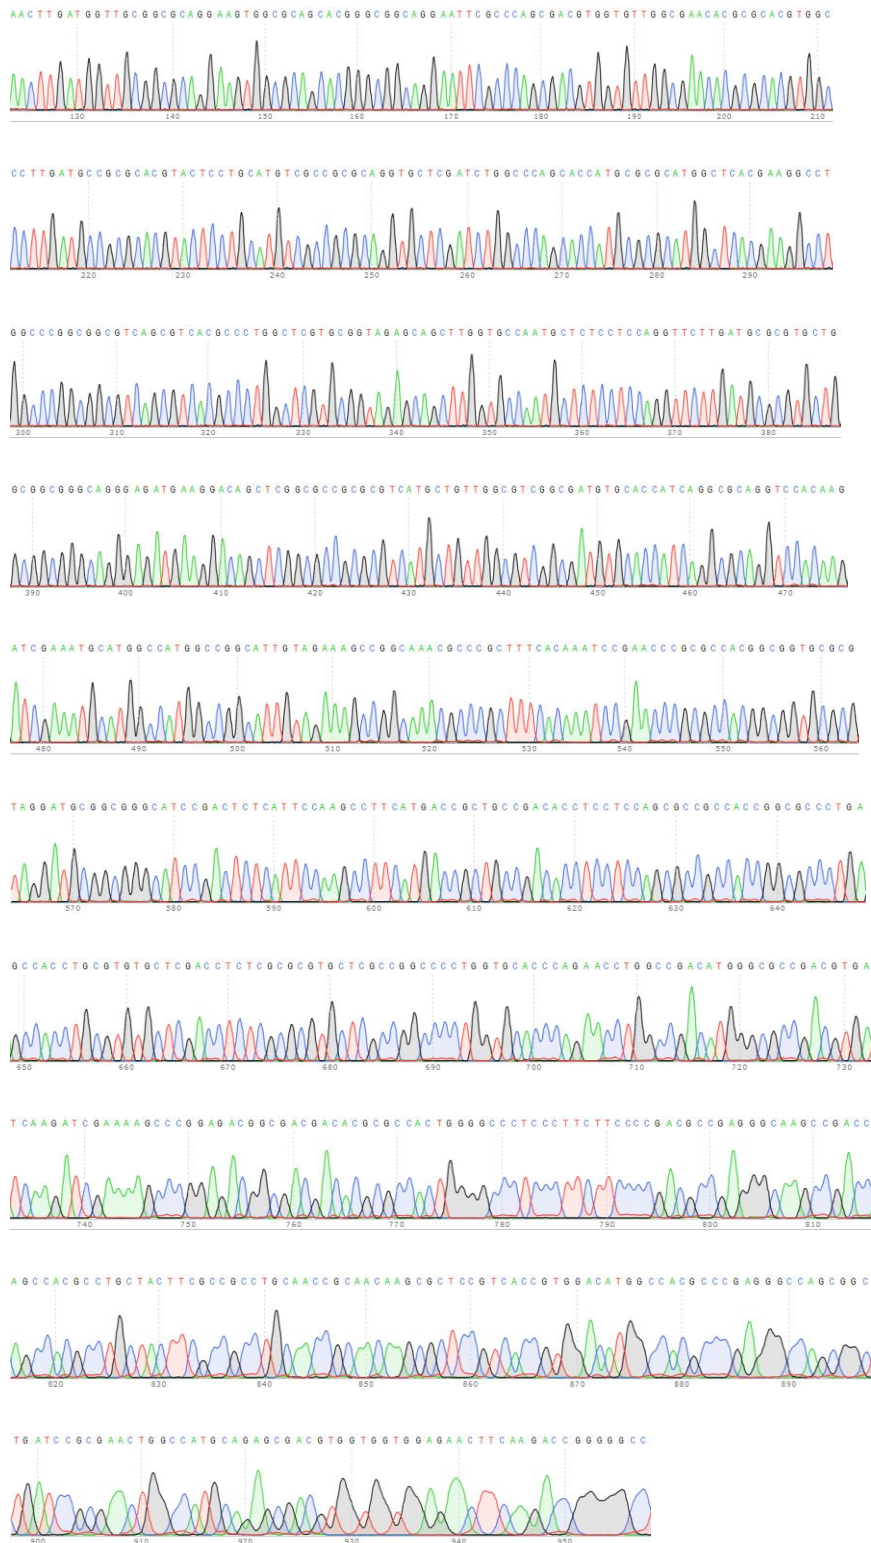 AACTTGATGGTTGCGGCGCAGGAAGTGGCGCAGCACGGGCGGCAGGAATTCGCCCAGCGACGTGGTGTTGGCGAACACGCGCACGTGGC
130 140 150 160 170 180 190 200 210
CCTTGATGCCGCGCACGTACTCCTGCATGTCGCCGCGCAGGTGCTCGATCTGGCCCAGCACCATGCGCGCATGGCTCACGAAGGCCT
220 230 240 250 260 270 280 290
GGCCCGGCGGCGTCAGCGTCACGCCCTGGCTCGTGCGGTAGAGCAGCTTGGTGCCAATGCTCTCCTCCAGGTTCTTGATGCGCGTGCTG
300 310 320 330 340 350 360 370 380
GCGGCGGGCAGGGAGATGAAGGACAGCTCGGCGCCGCGCGTCATGCTGTTGGCGTCGGCGATGTGCACCATCAGGCGCAGGTCCACAAG
390 400 410 420 430 440 450 460 470
ATCGAAATGCATGGCCATGGCCGGCATTGTAGAAAGCCGGCAAACGCCCGCTTTCACAAATCCGAACCCGCGCCACGGCGGTGCGCG
480 490 500 510 520 530 540 550 560
TAGGATGCGGCGGGCATCCGACTCTCATTCCAAGCCTTCATGACCGCTGCCGACACCTCCTCCAGCGCCGCCACCGGCGCCCTGA
570 580 590 600 610 620 630 640
GCCACCTGCGTGTGCTCGACCTCTCGCGCGTGCTCGCCGGCCCCTGGTGCACCCAGAACCTGGCCGACATGGGCGCCGACGTGA
650 660 670 680 690 700 710 720 730
TCAAGATCGAAAAGCCCGGAGACGGCGACGACACGCGCCACTGGGGCCCTCCCTTCTTCCCCGACGCCGAGGGCAAGCCGACC
740 750 760 770 780 790 800 810
AGCCACGCCTGCTACTTCGCCGCCTGCAACCGCAACAAGCGCTCCGTCACCGTGGACATGGCCACGCCCGAGGGCCAGCGGC
820 830 840 850 860 870 880 890
TGATCCGCGAACTGGCCATGCAGAGCGACGTGGTGGTGGAGAACTTCAAGACCGGGGGCC
900 910 920 930 940 950